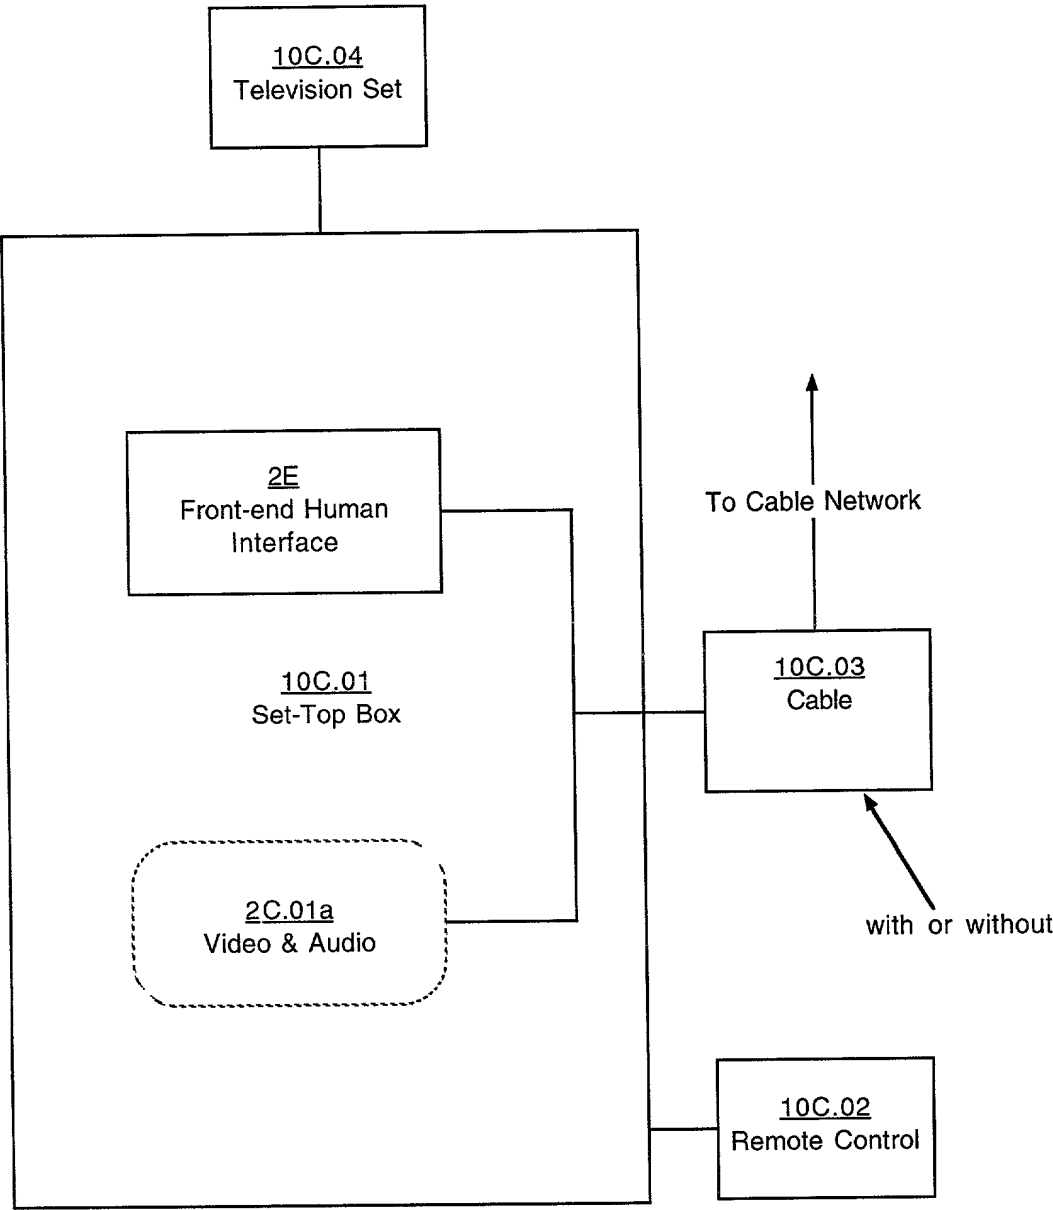 10C.04
Television Set
2E
Front-end Human
Interface
To Cable Network
10C.01
Set-Top Box
10C.03
Cable
2C.01a
Video & Audio
with or without
10C.02
Remote Control